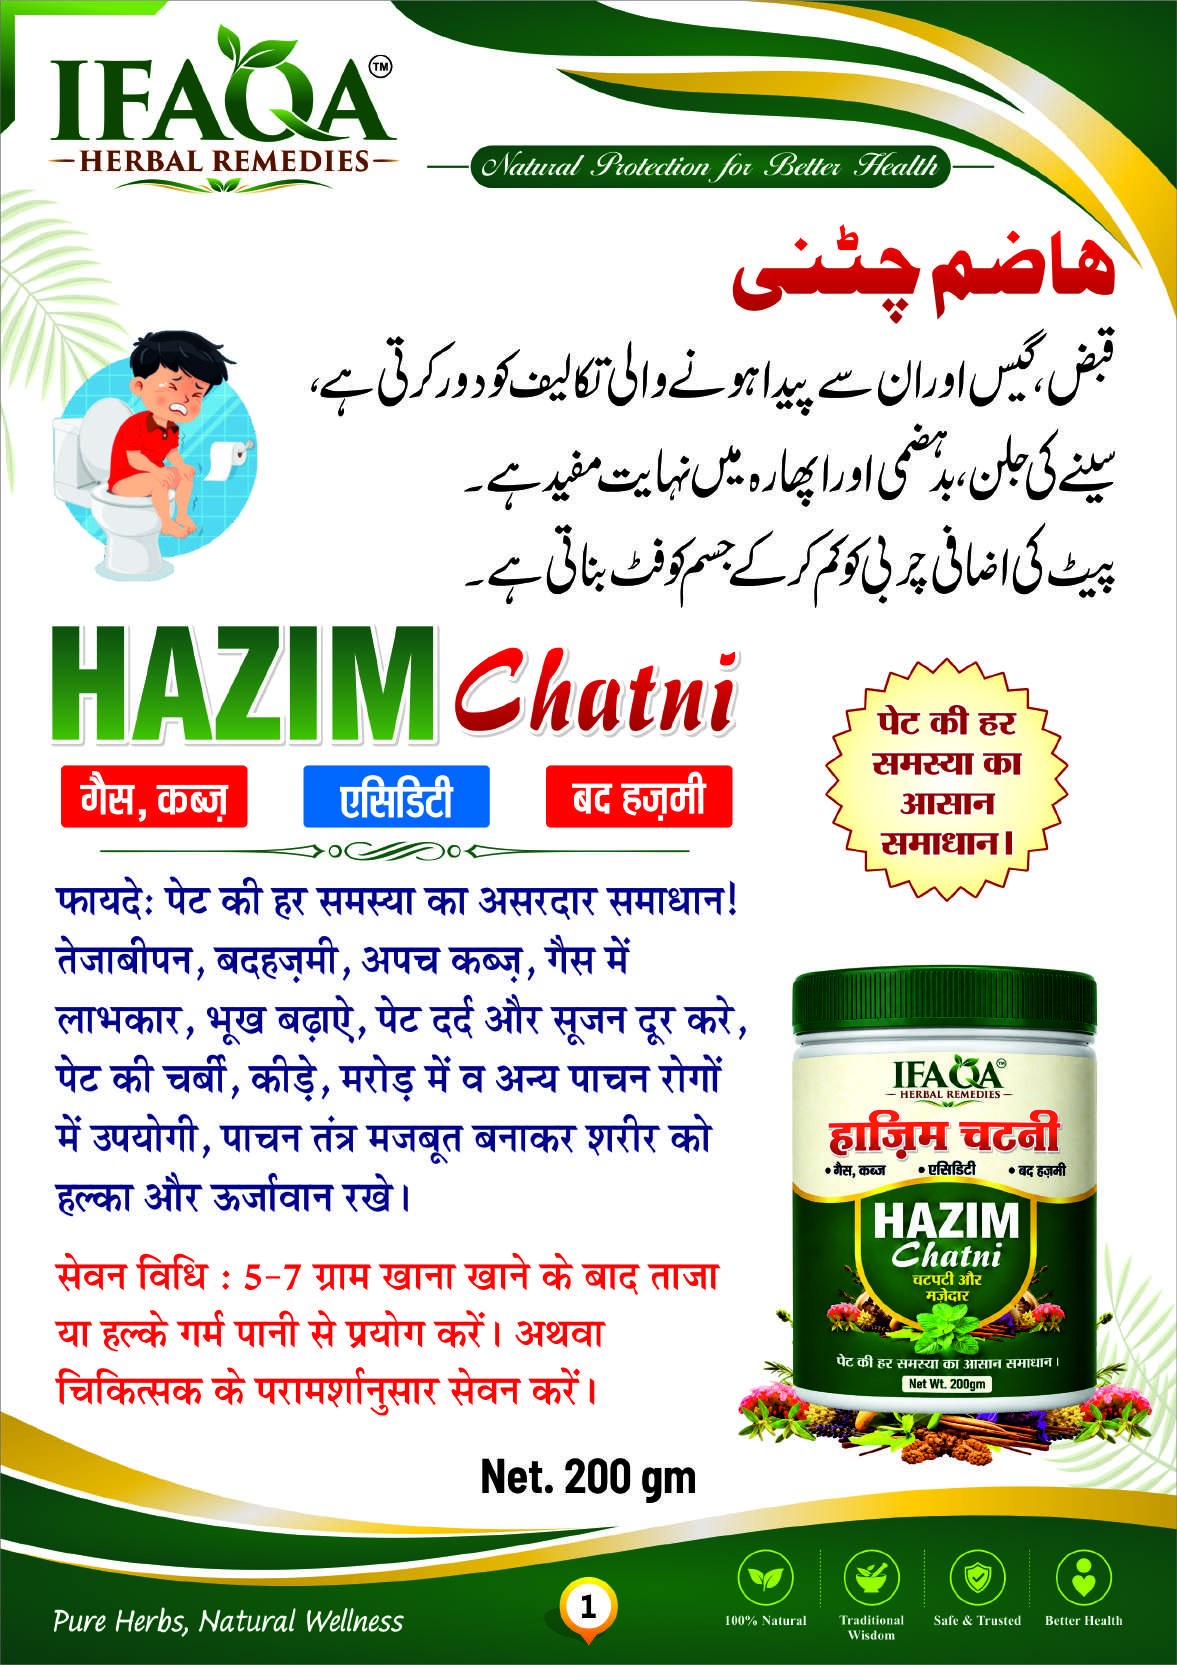 IFAQA TM
HERBAL REMEDIES
Natural Protection for Better Health
ھاضم چٹنی
قبض، گیس اور ان سے پیدا ہونے والی تکالیف کو دور کرتی ہے،
سینے کی جلن، بدہضمی اور اپھارہ میں نہایت مفید ہے۔
پیٹ کی اضافی چربی کو کم کر کے جسم کو فٹ بناتی ہے۔
HAZIM Chatni
गैस, कब्ज़
एसिडिटी
बद हज़मी
पेट की हर
समस्या का
आसान
समाधान।
फायदे: पेट की हर समस्या का असरदार समाधान!
तेजाबीपन, बदहज़मी, अपच कब्ज़, गैस में
लाभकार, भूख बढ़ाऐ, पेट दर्द और सूजन दूर करे,
पेट की चर्बी, कीड़े, मरोड़ में व अन्य पाचन रोगों
में उपयोगी, पाचन तंत्र मजबूत बनाकर शरीर को
हल्का और ऊर्जावान रखे।
सेवन विधि : 5-7 ग्राम खाना खाने के बाद ताजा
या हल्के गर्म पानी से प्रयोग करें। अथवा
चिकित्सक के परामर्शानुसार सेवन करें।
Net. 200 gm
IFAQA TM
HERBAL REMEDIES
हाज़िम चटनी
• गैस, कब्ज • एसिडिटी • बद हज़मी
HAZIM
Chatni
चटपटी और
मज़ेदार
पेट की हर समस्या का आसान समाधान।
Net Wt. 200gm
Pure Herbs, Natural Wellness
1
100% Natural
Traditional
Wisdom
Safe & Trusted
Better Health